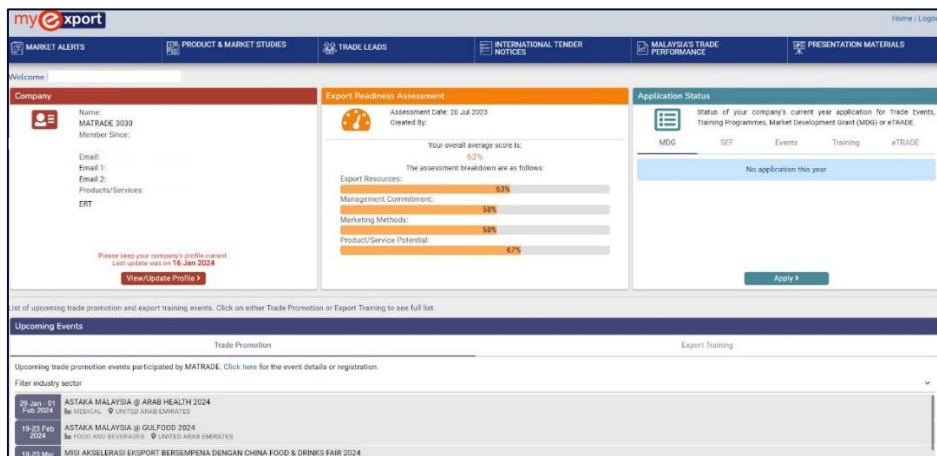 myexport
Home | Logout
MARKET ALERTS
PRODUCT & MARKET STUDIES
TRADE LEADS
INTERNATIONAL TENDER
NOTICES
MALAYSIA'S TRADE
PERFORMANCE
PRESENTATION MATERIALS
Welcome
Company
Name:
MATRADE 3030
Member Since:
Email:
Email 1:
Email 2:
Products/Services:
ERT
Please keep your company's profile current
Last update was on 16 Jan 2024
View/Update Profile >
Export Readiness Assessment
Assessment Date: 20 Jul 2023
Created By:
Your overall average score is:
62%
The assessment breakdown are as follows:
Export Resources:
63%
Management Commitment:
58%
Marketing Methods:
58%
Product/Service Potential:
67%
Application Status
Status of your company's current year application for Trade Events,
Training Programmes, Market Development Grant (MDG) or eTRADE.
MDG SEF Events Training eTRADE
No application this year
Apply >
List of upcoming trade promotion and export training events. Click on either Trade Promotion or Export Training to see full list.
Upcoming Events
Trade Promotion Export Training
Upcoming trade promotion events participated by MATRADE. Click here for the event details or registration.
Filter industry sector
29 Jan - 01
Feb 2024
ASTAKA MALAYSIA @ ARAB HEALTH 2024
MEDICAL UNITED ARAB EMIRATES
19-23 Feb
2024
ASTAKA MALAYSIA @ GULFOOD 2024
FOOD AND BEVERAGES UNITED ARAB EMIRATES
18-23 Mar
MISI AKSELERASI EKSPORT BERSEMPENA DENGAN CHINA FOOD & DRINKS FAIR 2024